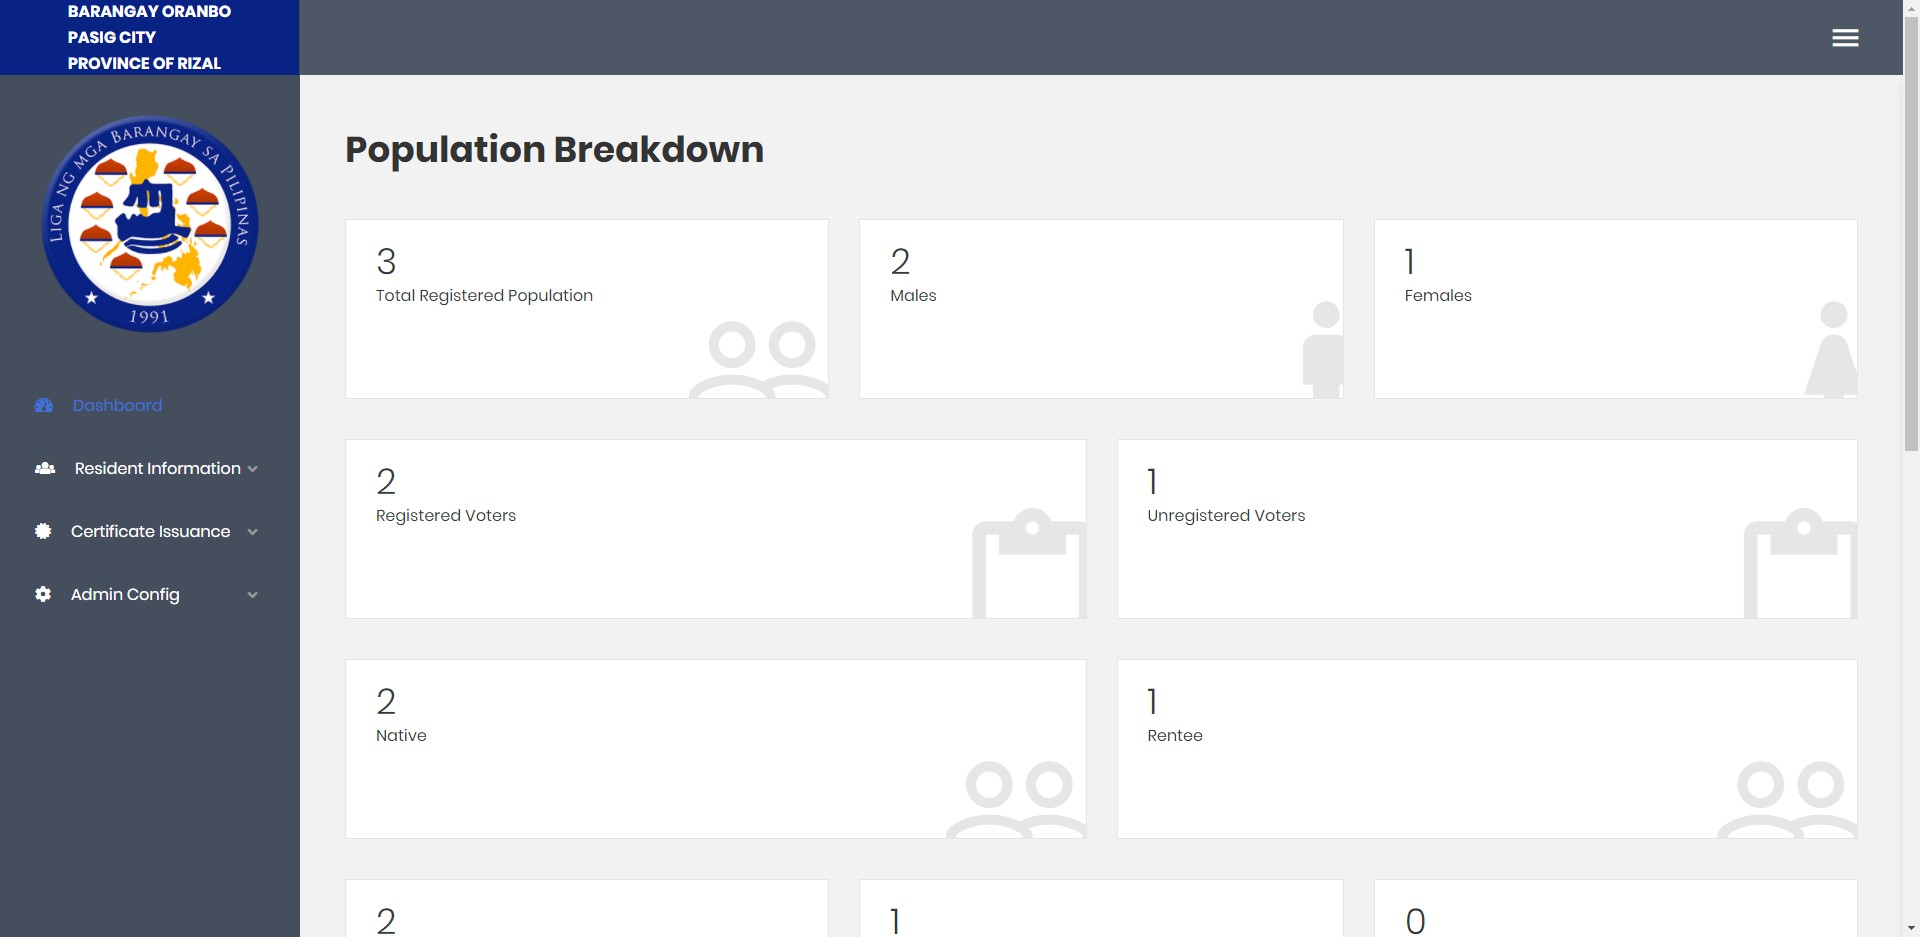 BARANGAY ORANBO
PASIG CITY
PROVINCE OF RIZAL
LIGA NG MGA BARANGAY SA PILIPINAS
1991
Dashboard
Resident Information
Certificate Issuance
Admin Config
Population Breakdown
3
Total Registered Population
2
Males
1
Females
2
Registered Voters
1
Unregistered Voters
2
Native
1
Rentee
2
1
0